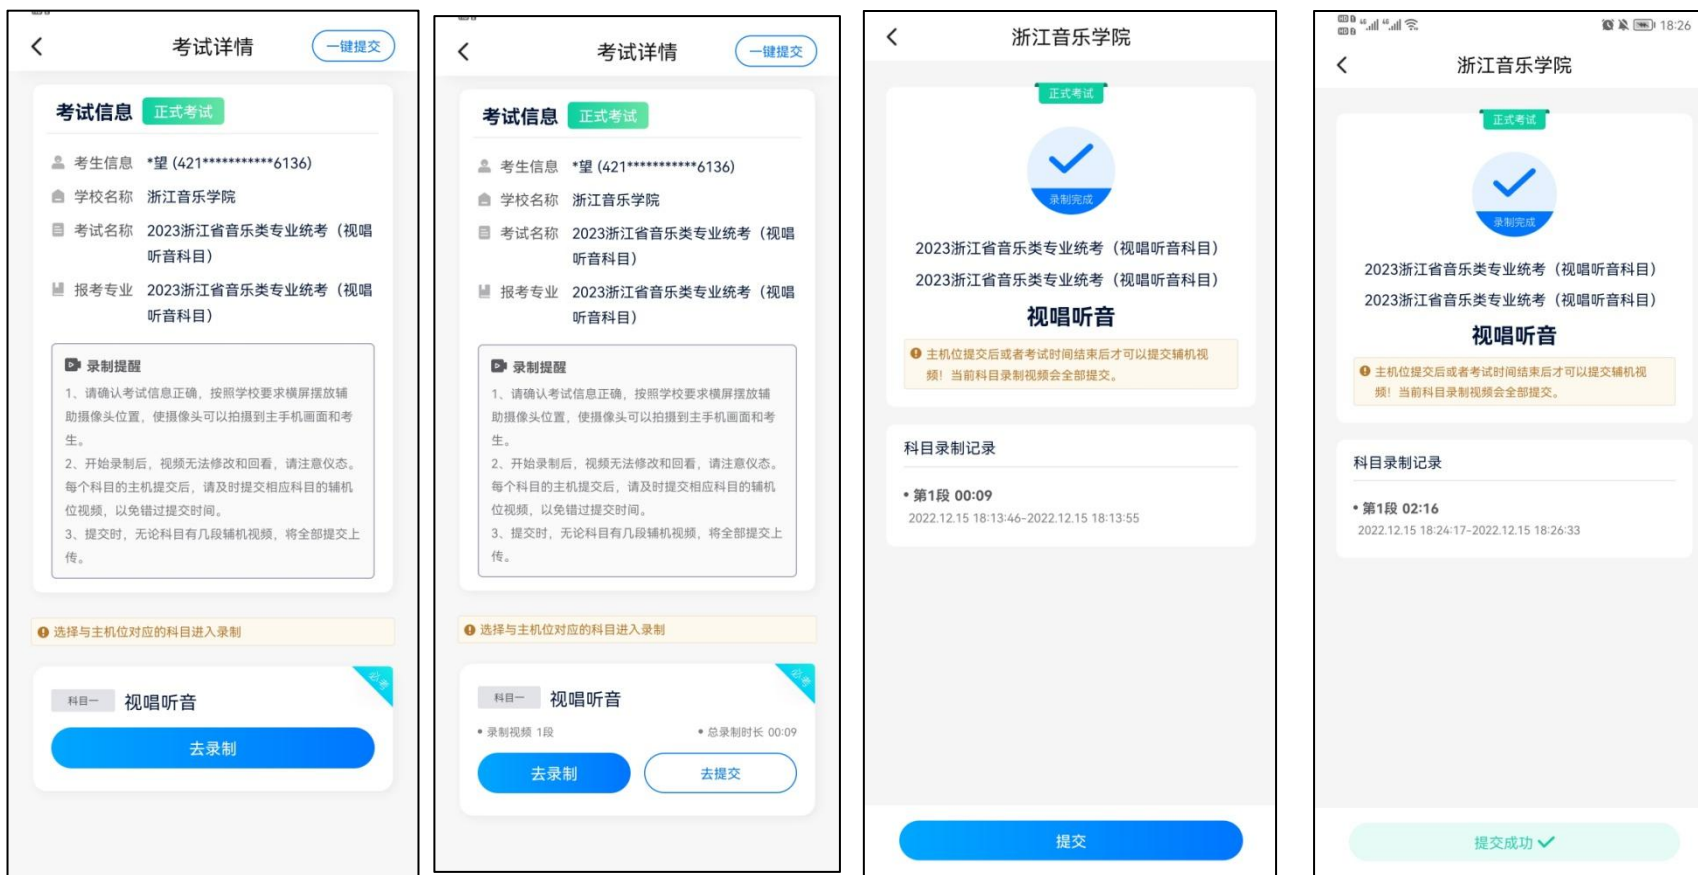 考试详情
一键提交
考试信息 正式考试
考生信息 *望 (421***********6136)
学校名称 浙江音乐学院
考试名称 2023浙江省音乐类专业统考（视唱
听音科目）
报考专业 2023浙江省音乐类专业统考（视唱
听音科目）
录制提醒
1、请确认考试信息正确，按照学校要求横屏摆放辅
助摄像头位置，使摄像头可以拍摄到主手机画面和考
生。
2、开始录制后，视频无法修改和回看，请注意仪态。
每个科目的主机提交后，请及时提交相应科目的辅机
位视频，以免错过提交时间。
3、提交时，无论科目有几段辅机视频，将全部提交上
传。
选择与主机位对应的科目进入录制
必考
科目一 视唱听音
去录制
考试详情
一键提交
考试信息 正式考试
考生信息 *望 (421***********6136)
学校名称 浙江音乐学院
考试名称 2023浙江省音乐类专业统考（视唱
听音科目）
报考专业 2023浙江省音乐类专业统考（视唱
听音科目）
录制提醒
1、请确认考试信息正确，按照学校要求横屏摆放辅
助摄像头位置，使摄像头可以拍摄到主手机画面和考
生。
2、开始录制后，视频无法修改和回看，请注意仪态。
每个科目的主机提交后，请及时提交相应科目的辅机
位视频，以免错过提交时间。
3、提交时，无论科目有几段辅机视频，将全部提交上
传。
选择与主机位对应的科目进入录制
必考
科目一 视唱听音
• 录制视频 1段 • 总录制时长 00:09
去录制 去提交
浙江音乐学院
正式考试
录制完成
2023浙江省音乐类专业统考（视唱听音科目）
2023浙江省音乐类专业统考（视唱听音科目）
视唱听音
主机位提交后或者考试时间结束后才可以提交辅机视
频！当前科目录制视频会全部提交。
科目录制记录
• 第1段 00:09
2022.12.15 18:13:46-2022.12.15 18:13:55
提交
18:26
浙江音乐学院
正式考试
录制完成
2023浙江省音乐类专业统考（视唱听音科目）
2023浙江省音乐类专业统考（视唱听音科目）
视唱听音
主机位提交后或者考试时间结束后才可以提交辅机视
频！当前科目录制视频会全部提交。
科目录制记录
• 第1段 02:16
2022.12.15 18:24:17-2022.12.15 18:26:33
提交成功